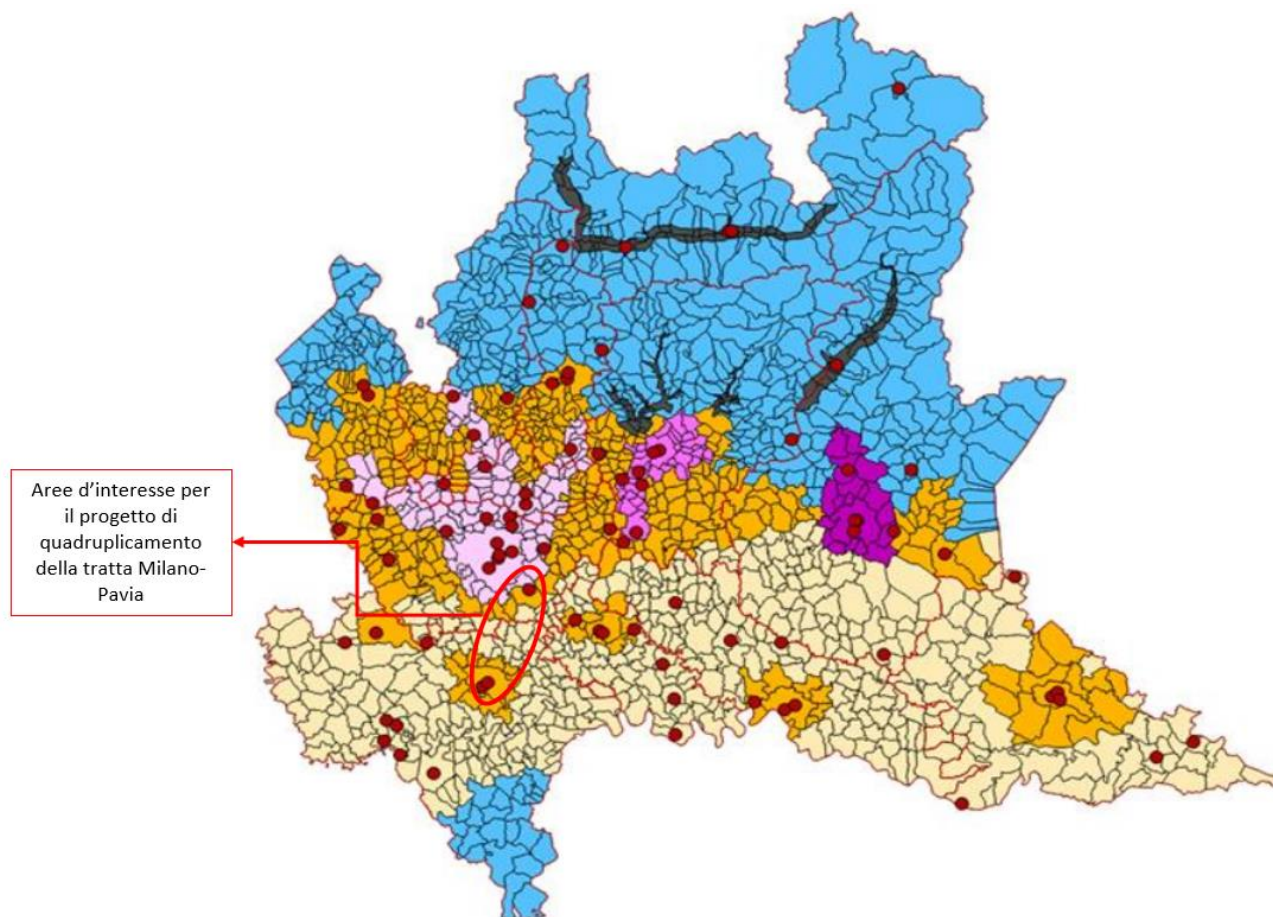 Aree d'interesse per
il progetto di
quadruplicamento
della tratta Milano-
Pavia